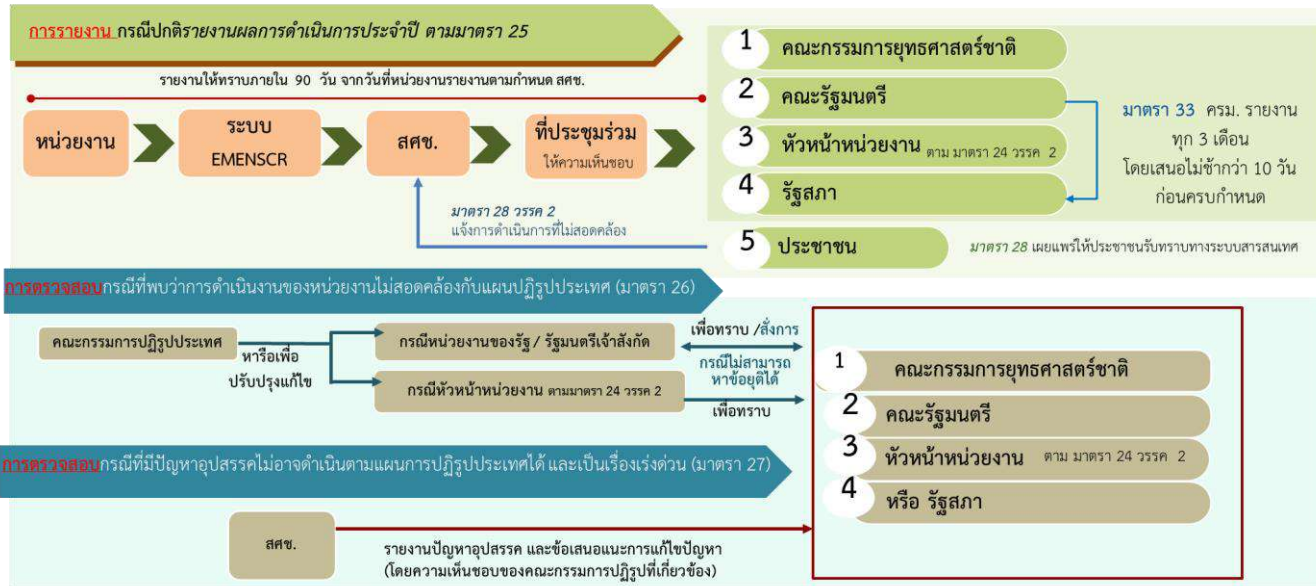 การรายงาน กรณีปกติรายงานผลการดำเนินการประจำปี ตามมาตรา 25
รายงานให้ทราบภายใน 90 วัน จากวันที่หน่วยงานรายงานตามกำหนด สศช.
หน่วยงาน
ระบบ
EMENSCR
สศช.
ที่ประชุมร่วม
ให้ความเห็นชอบ
1 คณะกรรมการยุทธศาสตร์ชาติ
2 คณะรัฐมนตรี
3 หัวหน้าหน่วยงาน ตาม มาตรา 24 วรรค 2
4 รัฐสภา
5 ประชาชน
มาตรา 33 ครม. รายงาน
ทุก 3 เดือน
โดยเสนอไม่ช้ากว่า 10 วัน
ก่อนครบกำหนด
มาตรา 28 วรรค 2
แจ้งการดำเนินการที่ไม่สอดคล้อง
มาตรา 28 เผยแพร่ให้ประชาชนรับทราบทางระบบสารสนเทศ
การตรวจสอบกรณีที่พบว่าการดำเนินงานของหน่วยงานไม่สอดคล้องกับแผนปฏิรูปประเทศ (มาตรา 26)
คณะกรรมการปฏิรูปประเทศ
หารือเพื่อ
ปรับปรุงแก้ไข
กรณีหน่วยงานของรัฐ / รัฐมนตรีเจ้าสังกัด
กรณีหัวหน้าหน่วยงาน ตามมาตรา 24 วรรค 2
เพื่อทราบ /สั่งการ
กรณีไม่สามารถ
หาข้อยุติได้
เพื่อทราบ
1 คณะกรรมการยุทธศาสตร์ชาติ
2 คณะรัฐมนตรี
3 หัวหน้าหน่วยงาน ตาม มาตรา 24 วรรค 2
4 หรือ รัฐสภา
การตรวจสอบกรณีที่มีปัญหาอุปสรรคไม่อาจดำเนินตามแผนการปฏิรูปประเทศได้ และเป็นเรื่องเร่งด่วน (มาตรา 27)
สศช.
รายงานปัญหาอุปสรรค และข้อเสนอแนะการแก้ไขปัญหา
(โดยความเห็นชอบของคณะกรรมการปฏิรูปที่เกี่ยวข้อง)